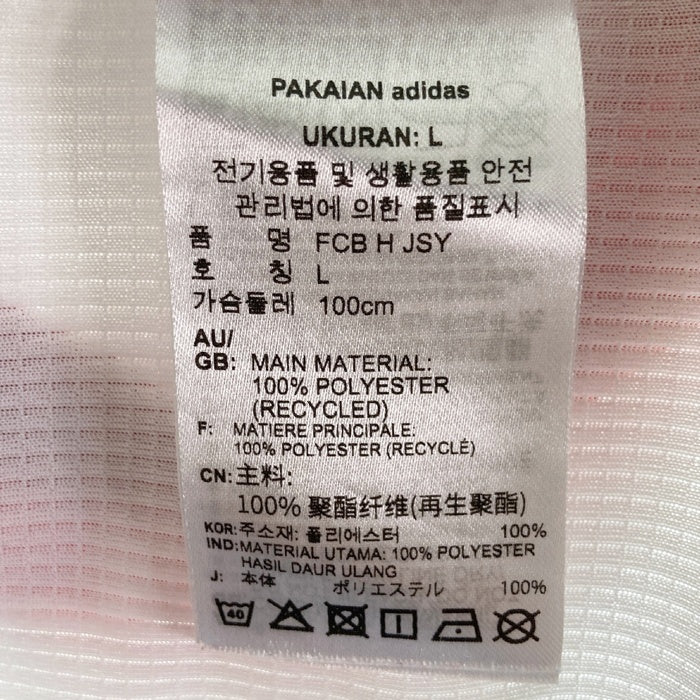 PAKAIAN adidas
UKURAN: L
전기용품 및 생활용품 안전
관리법에 의한 품질표시
품 명 FCB H JSY
호 칭 L
가슴둘레 100cm
AU/
GB: MAIN MATERIAL:
100% POLYESTER
(RECYCLED)
F: MATIERE PRINCIPALE:
100% POLYESTER (RECYCLÉ)
CN: 主料:
100% 聚酯纤维(再生聚酯)
KOR: 주소재: 폴리에스터 100%
IND: MATERIAL UTAMA: 100% POLYESTER
HASIL DAUR ULANG
J: 本体 ポリエステル 100%
40